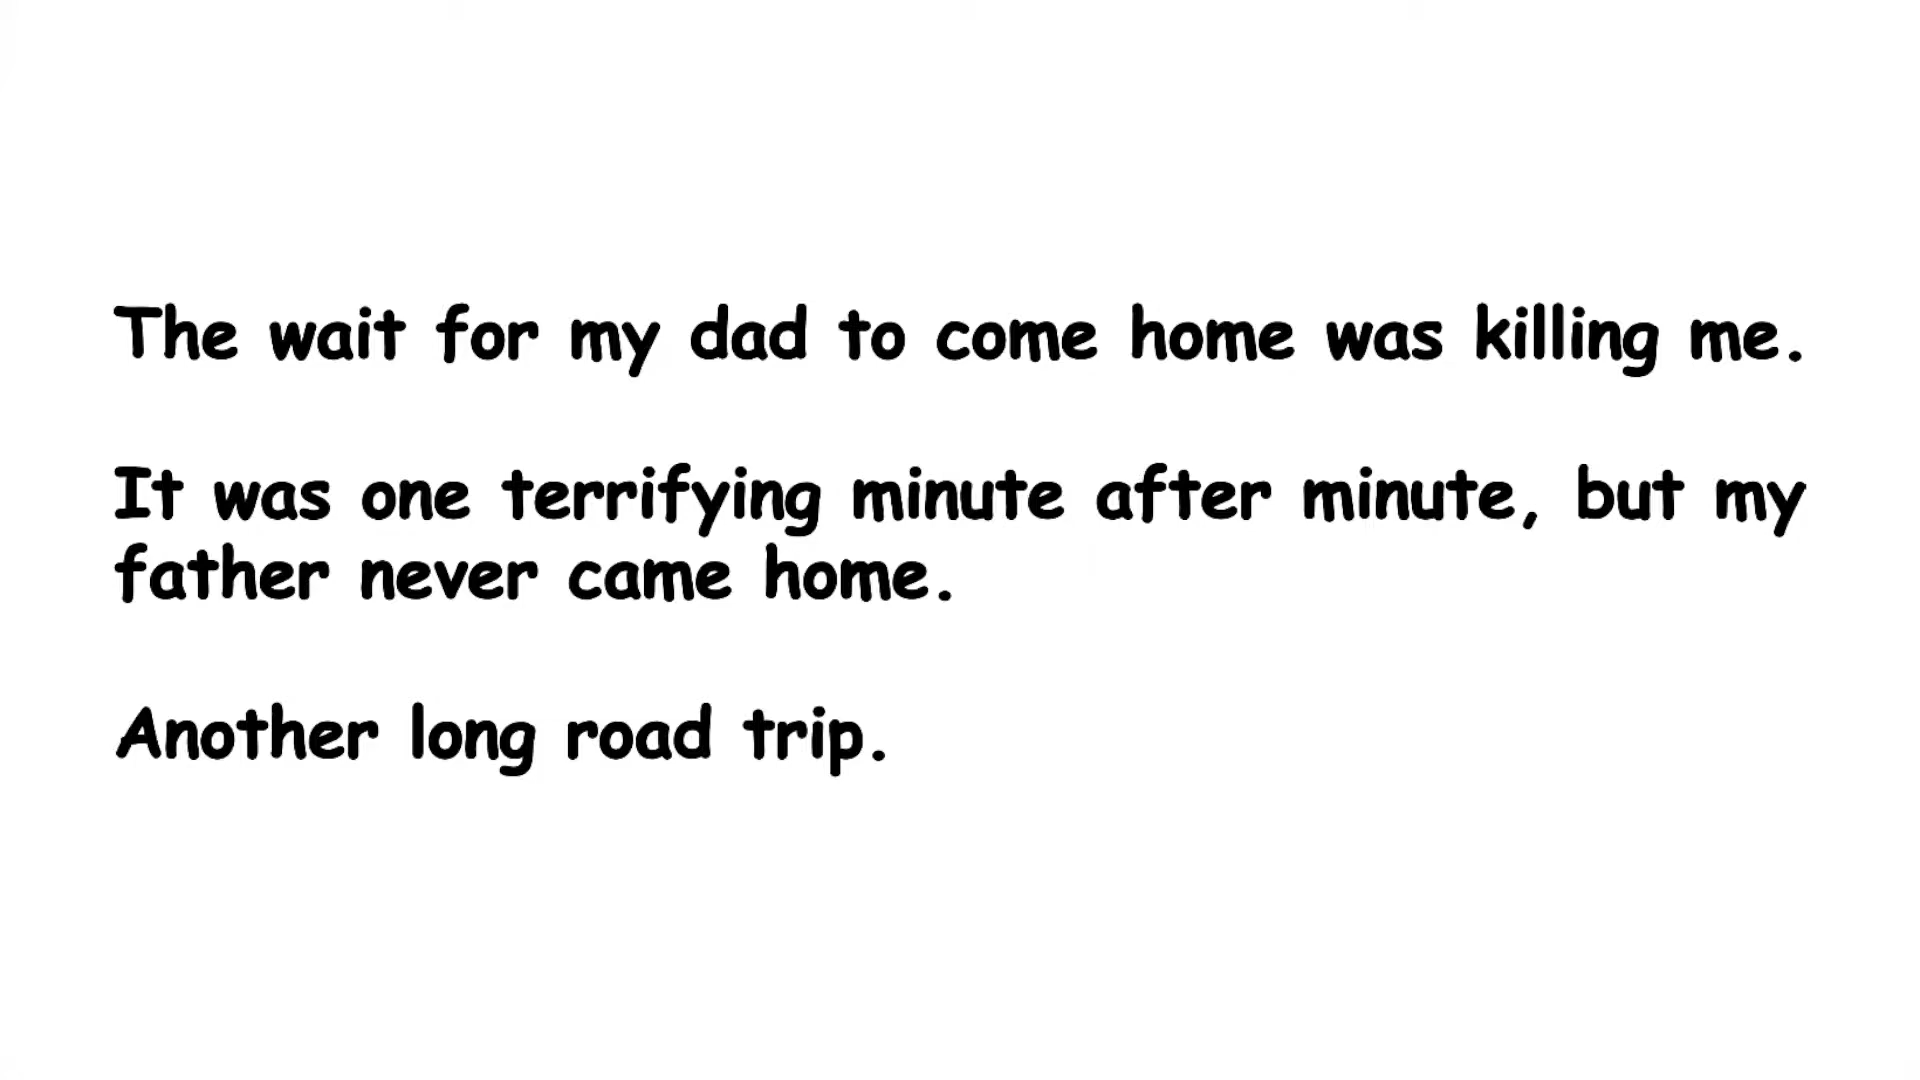 The wait for my dad to come home was killing me.
It was one terrifying minute after minute, but my
father never came home.
Another long road trip.